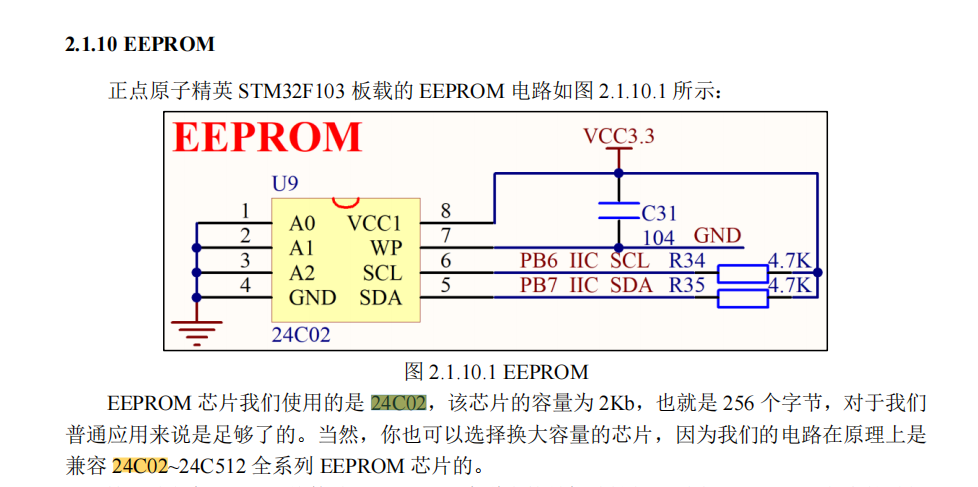 2.1.10 EEPROM
正点原子精英 STM32F103 板载的 EEPROM 电路如图 2.1.10.1 所示：
EEPROM
VCC3.3
U9
1 A0 VCC1 8
C31
2 A1 WP 7
104 GND
3 A2 SCL 6 PB6 IIC SCL R34 4.7K
4 GND SDA 5 PB7 IIC SDA R35 4.7K
24C02
图 2.1.10.1 EEPROM
EEPROM 芯片我们使用的是 24C02，该芯片的容量为 2Kb，也就是 256 个字节，对于我们
普通应用来说是足够了的。当然，你也可以选择换大容量的芯片，因为我们的电路在原理上是
兼容 24C02~24C512 全系列 EEPROM 芯片的。